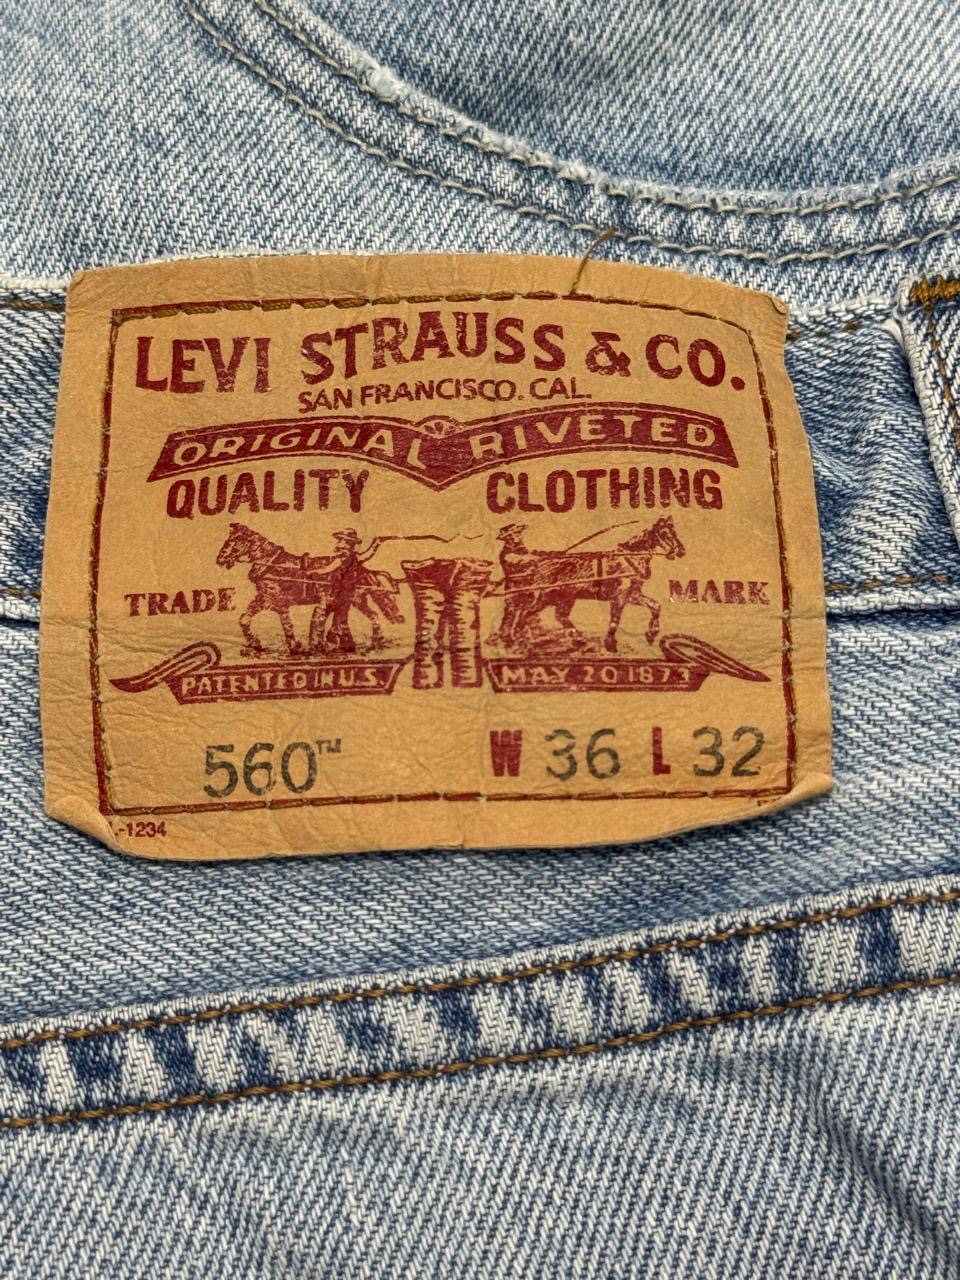 LEVI STRAUSS & CO.
SAN FRANCISCO. CAL.
ORIGINAL RIVETED
QUALITY CLOTHING
TRADE MARK
PATENTED IN U.S. MAY 20 1873
560™ W 36 L 32
-1234